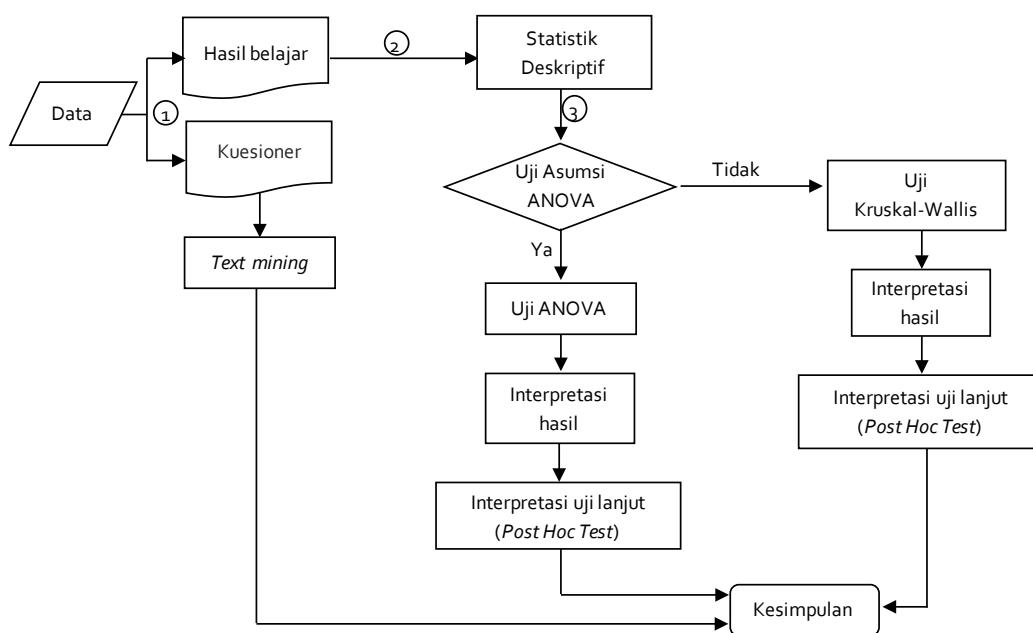 Data
1
Hasil belajar
2
Kuesioner
Text mining
Statistik
Deskriptif
3
Uji Asumsi
ANOVA
Tidak
Ya
Uji ANOVA
Interpretasi
hasil
Interpretasi uji lanjut
(Post Hoc Test)
Uji
Kruskal-Wallis
Interpretasi
hasil
Interpretasi uji lanjut
(Post Hoc Test)
Kesimpulan